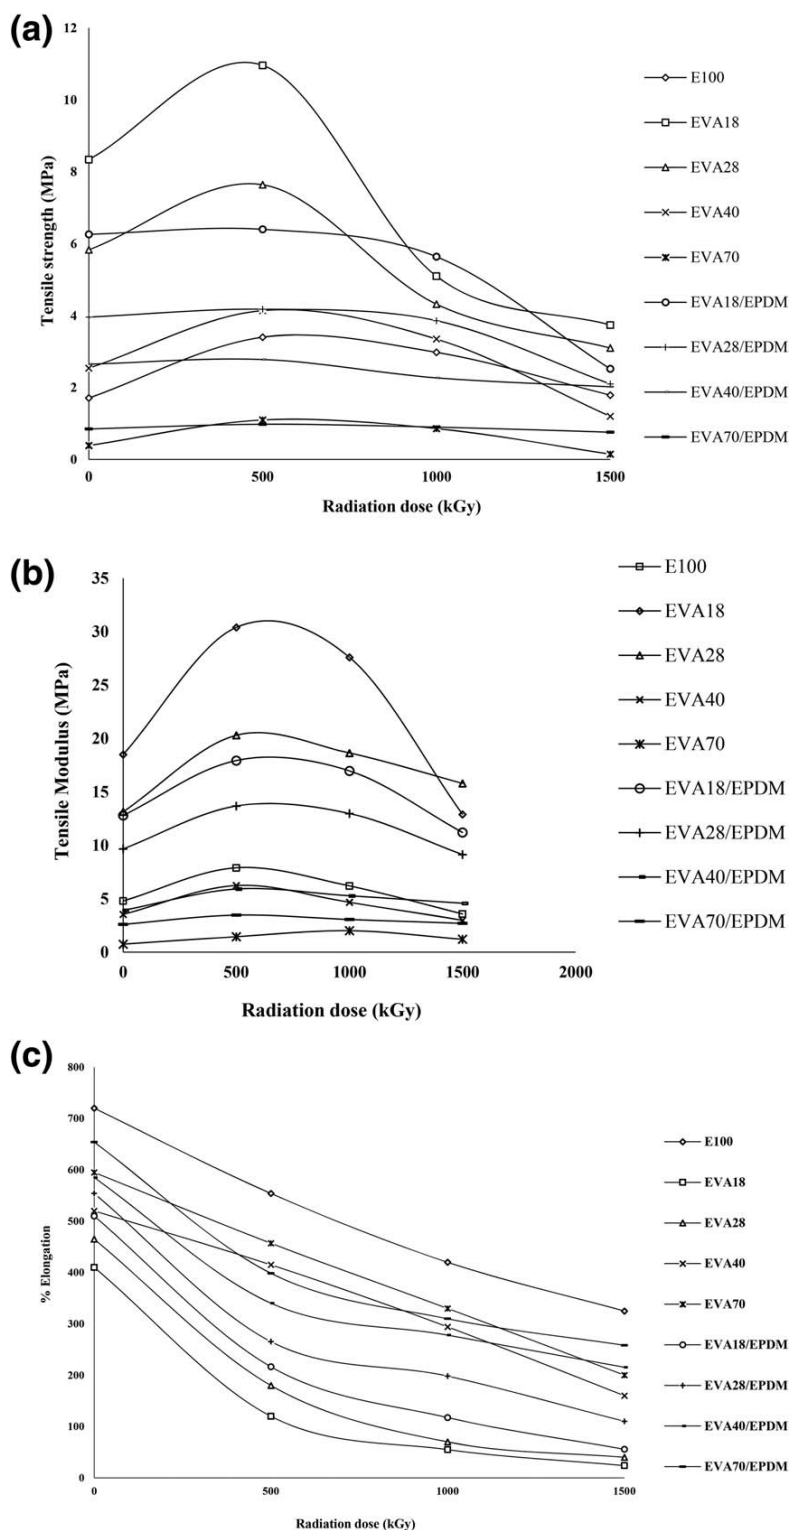 (a)
12
10
8
6
4
2
0
Tensile strength (MPa)
0 500 1000 1500
Radiation dose (kGy)
E100
EVA18
EVA28
EVA40
EVA70
EVA18/EPDM
EVA28/EPDM
EVA40/EPDM
EVA70/EPDM
(b)
35
30
25
20
15
10
5
0
Tensile Modulus (MPa)
0 500 1000 1500 2000
Radiation dose (kGy)
E100
EVA18
EVA28
EVA40
EVA70
EVA18/EPDM
EVA28/EPDM
EVA40/EPDM
EVA70/EPDM
(c)
800
700
600
500
400
300
200
100
0
% Elongation
0 500 1000 1500
Radiation dose (kGy)
E100
EVA18
EVA28
EVA40
EVA70
EVA18/EPDM
EVA28/EPDM
EVA40/EPDM
EVA70/EPDM